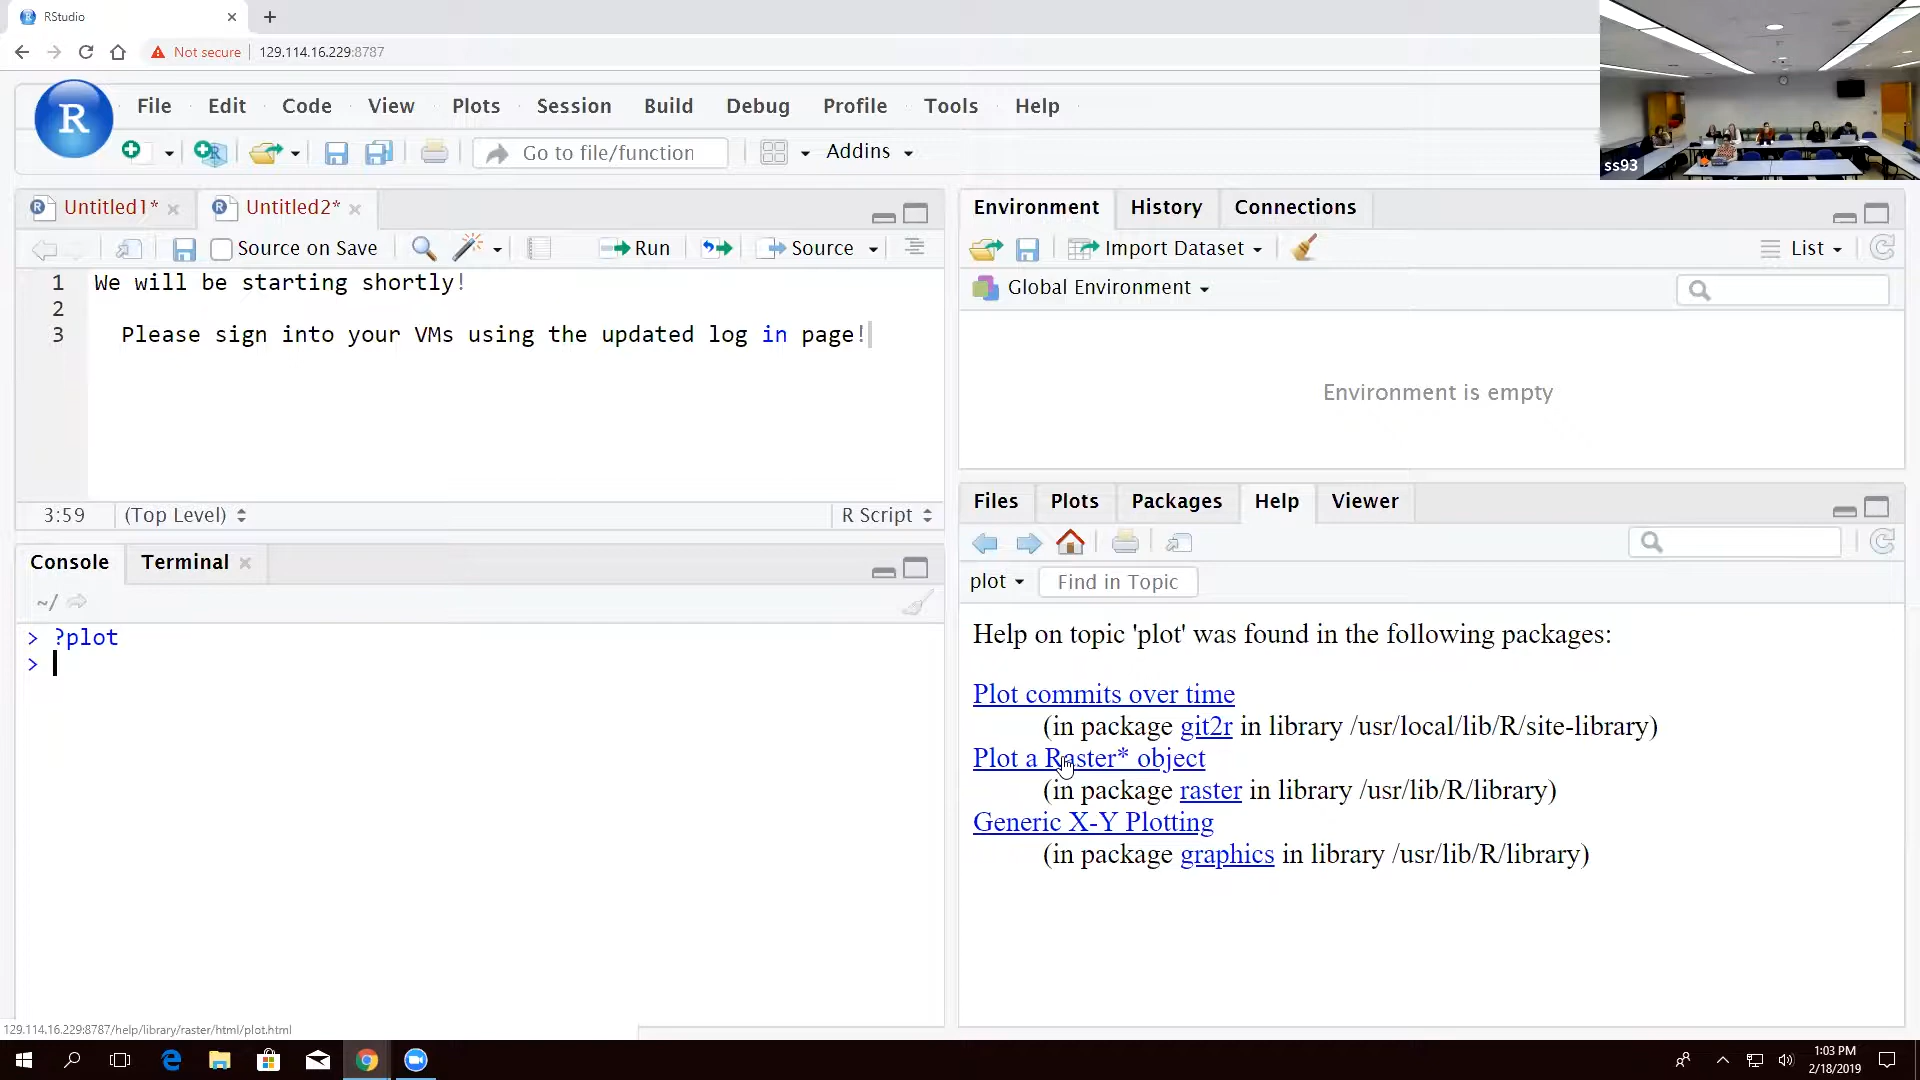 RStudio
Not secure 129.114.16.229:8787
ss93
R File Edit Code View Plots Session Build Debug Profile Tools Help
Go to file/function Addins
Untitled1* Untitled2*
Source on Save Run Source
1 We will be starting shortly!
2
3 Please sign into your VMs using the updated log in page!
3:59 (Top Level) R Script
Console Terminal
~/
> ?plot
>
Environment History Connections
Import Dataset List
Global Environment
Environment is empty
Files Plots Packages Help Viewer
plot Find in Topic
Help on topic 'plot' was found in the following packages:
Plot commits over time
(in package git2r in library /usr/local/lib/R/site-library)
Plot a Raster* object
(in package raster in library /usr/lib/R/library)
Generic X-Y Plotting
(in package graphics in library /usr/lib/R/library)
129.114.16.229:8787/help/library/raster/html/plot.html
1:03 PM
2/18/2019